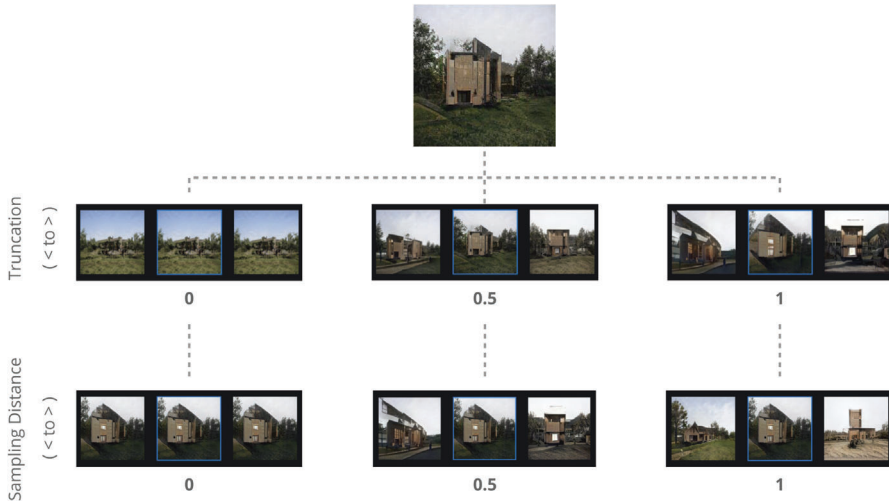 Truncation
( < to > )
0
0.5
1
Sampling Distance
( < to > )
0
0.5
1